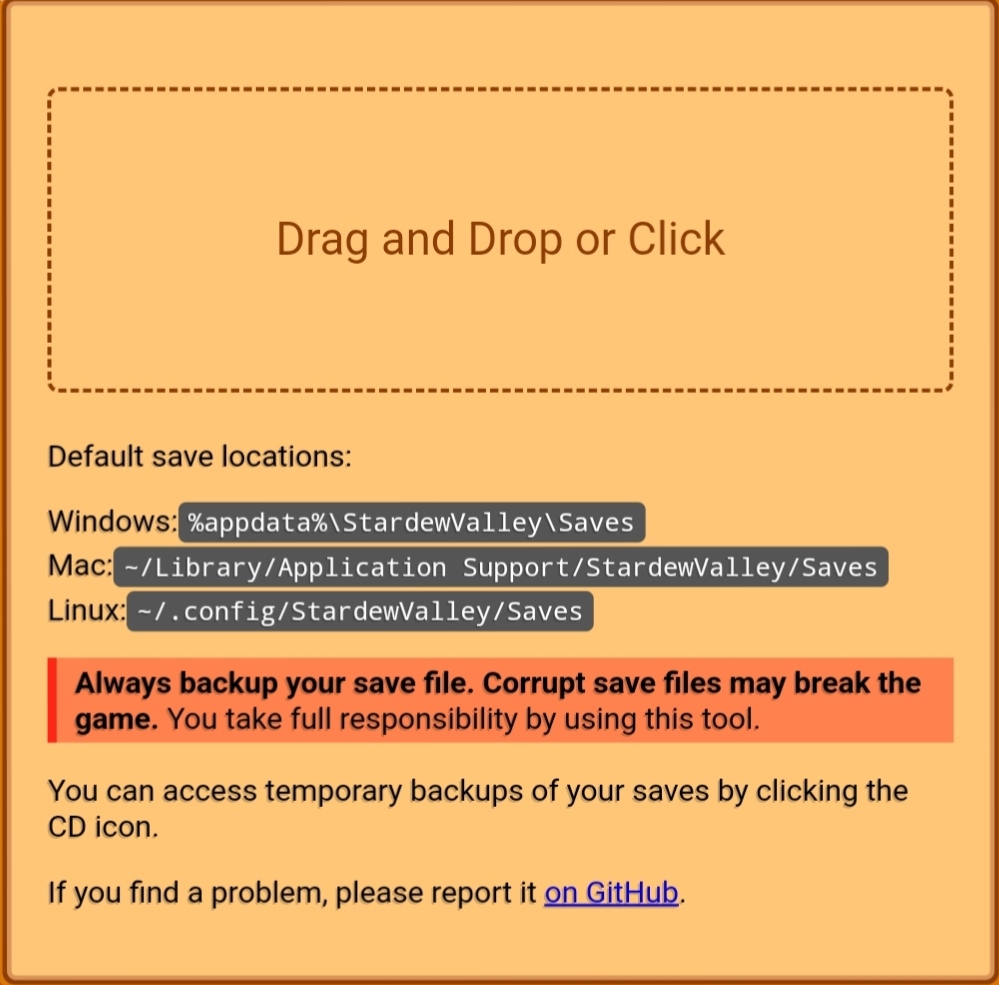 Drag and Drop or Click
Default save locations:
Windows: %appdata%\StardewValley\Saves
Mac: ~/Library/Application Support/StardewValley/Saves
Linux: ~/.config/StardewValley/Saves
Always backup your save file. Corrupt save files may break the
game. You take full responsibility by using this tool.
You can access temporary backups of your saves by clicking the
CD icon.
If you find a problem, please report it on GitHub.